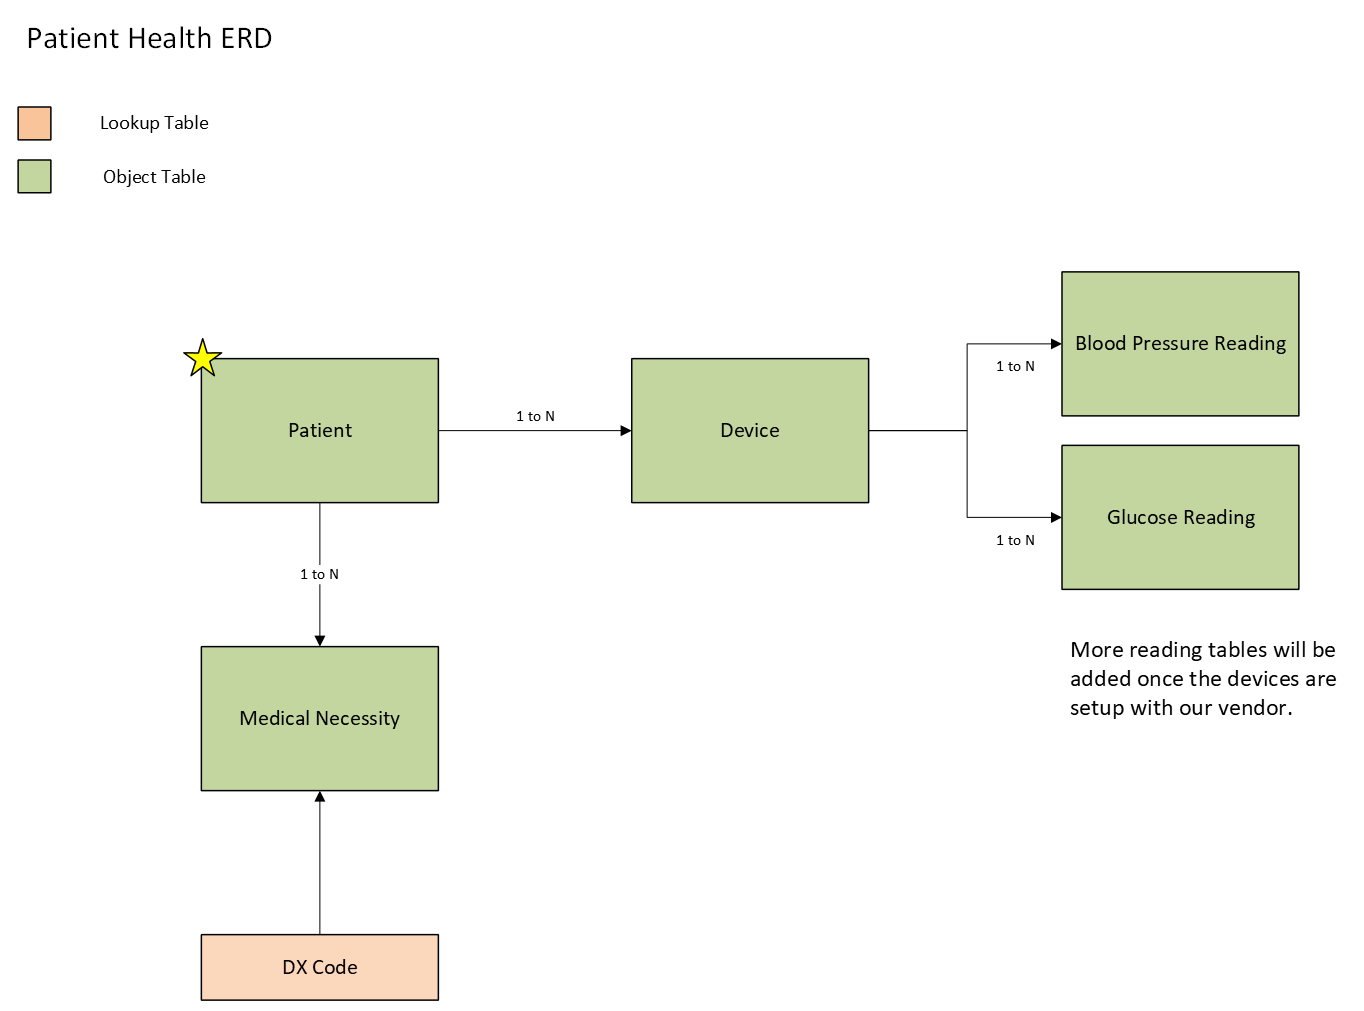 Patient Health ERD
Lookup Table
Object Table
Blood Pressure Reading
1 to N
Patient
1 to N
Device
Glucose Reading
1 to N
1 to N
More reading tables will be
added once the devices are
setup with our vendor.
Medical Necessity
DX Code